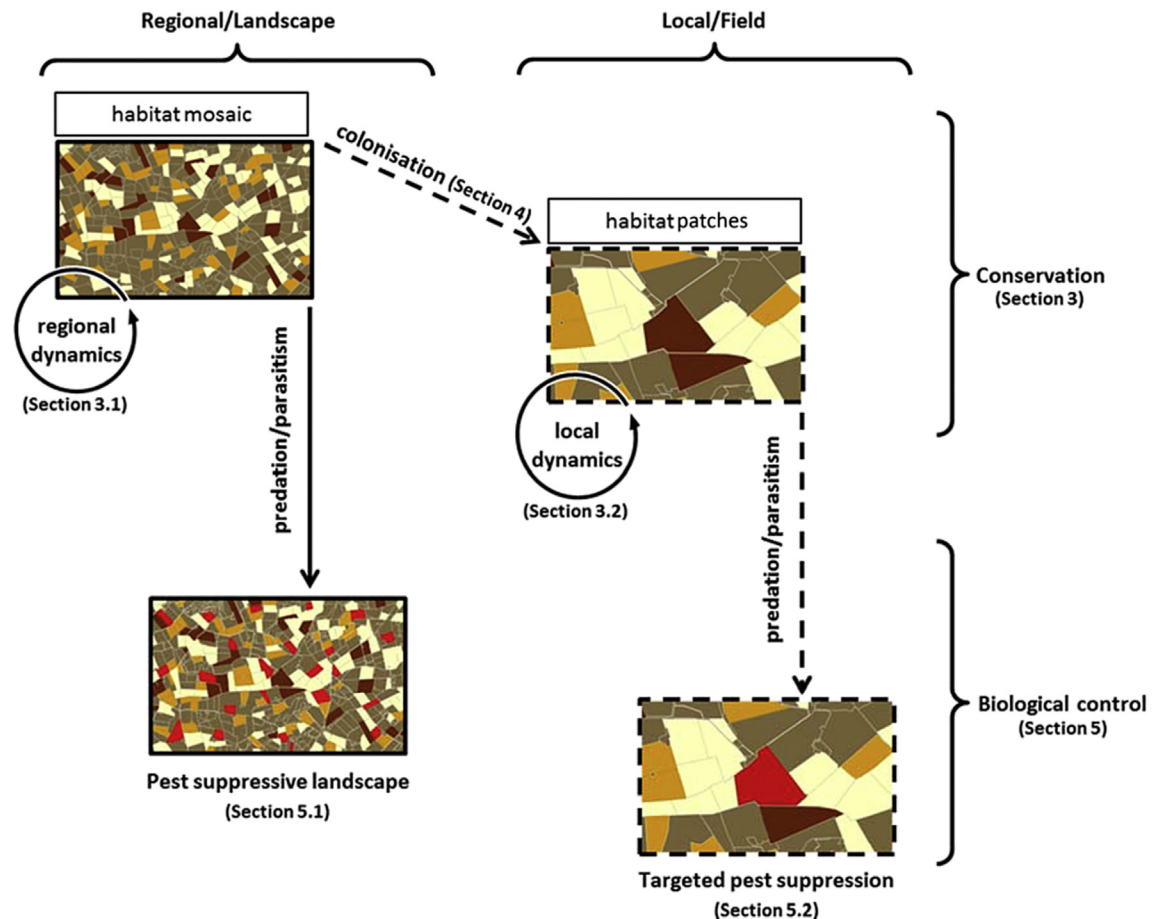 Regional/Landscape
Local/Field
habitat mosaic
colonisation (Section 4)
habitat patches
Conservation
(Section 3)
regional
dynamics
(Section 3.1)
local
dynamics
(Section 3.2)
predation/parasitism
predation/parasitism
Biological control
(Section 5)
Pest suppressive landscape
(Section 5.1)
Targeted pest suppression
(Section 5.2)